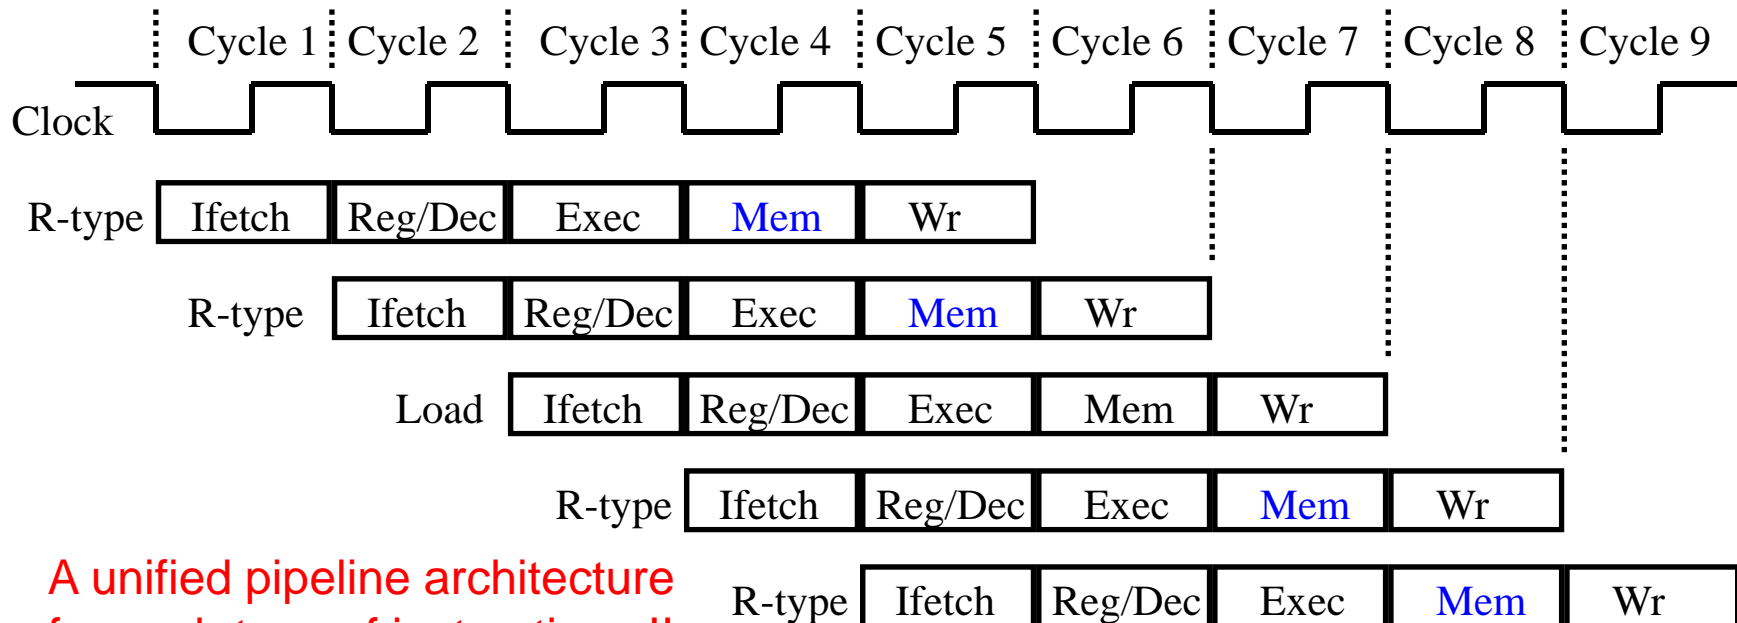 Cycle 1 Cycle 2 Cycle 3 Cycle 4 Cycle 5 Cycle 6 Cycle 7 Cycle 8 Cycle 9
Clock
R-type Ifetch Reg/Dec Exec Mem Wr
R-type Ifetch Reg/Dec Exec Mem Wr
Load Ifetch Reg/Dec Exec Mem Wr
R-type Ifetch Reg/Dec Exec Mem Wr
A unified pipeline architecture
R-type Ifetch Reg/Dec Exec Mem Wr